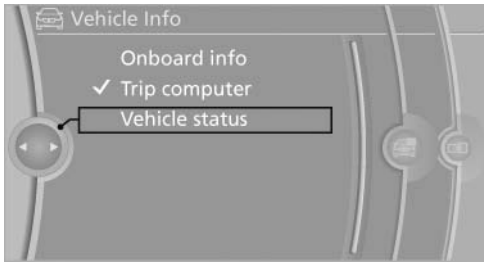 Vehicle Info
Onboard info
✓ Trip computer
Vehicle status